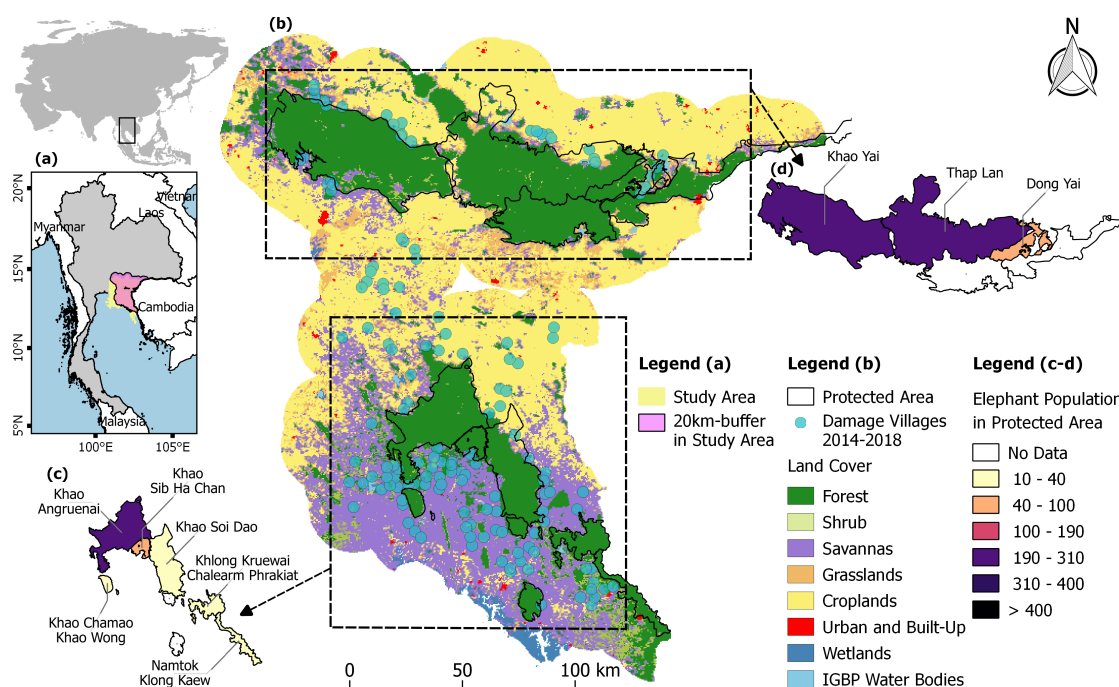 (b)
N
(a)
20°N
15°N
10°N
5°N
100°E
105°E
Myanmar
Laos
Vietnam
Cambodia
Malaysia
(d)
Khao Yai
Thap Lan
Dong Yai
(c)
Khao
Angruenai
Khao
Sib Ha Chan
Khao Soi Dao
Khlong Kruewai
Chalearm Phrakiat
Khao Chamao
Khao Wong
Namtok
Klong Kaew
0
50
100 km
Legend (a)
Study Area
20km-buffer
in Study Area
Legend (b)
Protected Area
Damage Villages
2014-2018
Land Cover
Forest
Shrub
Savannas
Grasslands
Croplands
Urban and Built-Up
Wetlands
IGBP Water Bodies
Legend (c-d)
Elephant Population
in Protected Area
No Data
10 - 40
40 - 100
100 - 190
190 - 310
310 - 400
> 400